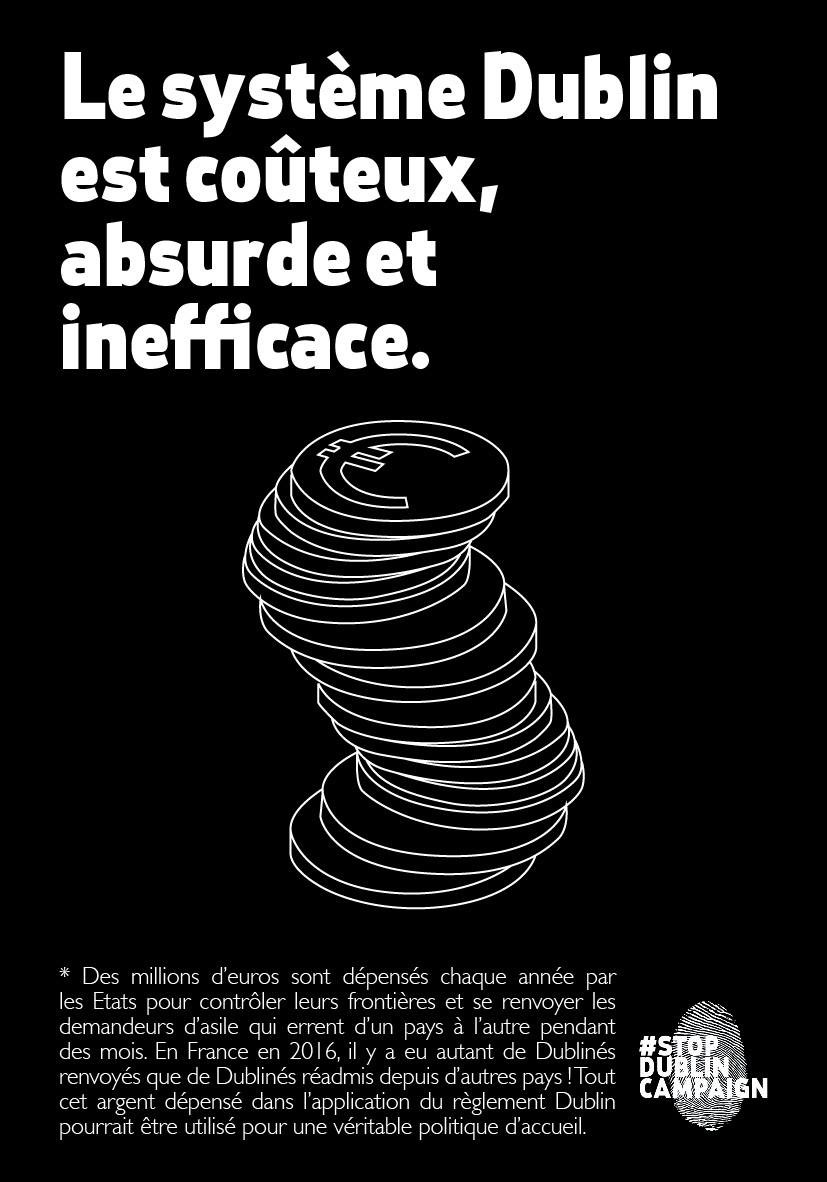 Le système Dublin
est coûteux,
absurde et
inefficace.
* Des millions d’euros sont dépensés chaque année par
les Etats pour contrôler leurs frontières et se renvoyer les
demandeurs d’asile qui errent d’un pays à l’autre pendant
des mois. En France en 2016, il y a eu autant de Dublinés
renvoyés que de Dublinés réadmis depuis d’autres pays ! Tout
cet argent dépensé dans l’application du règlement Dublin
pourrait être utilisé pour une véritable politique d’accueil.
#STOP
DUBLIN
CAMPAIGN